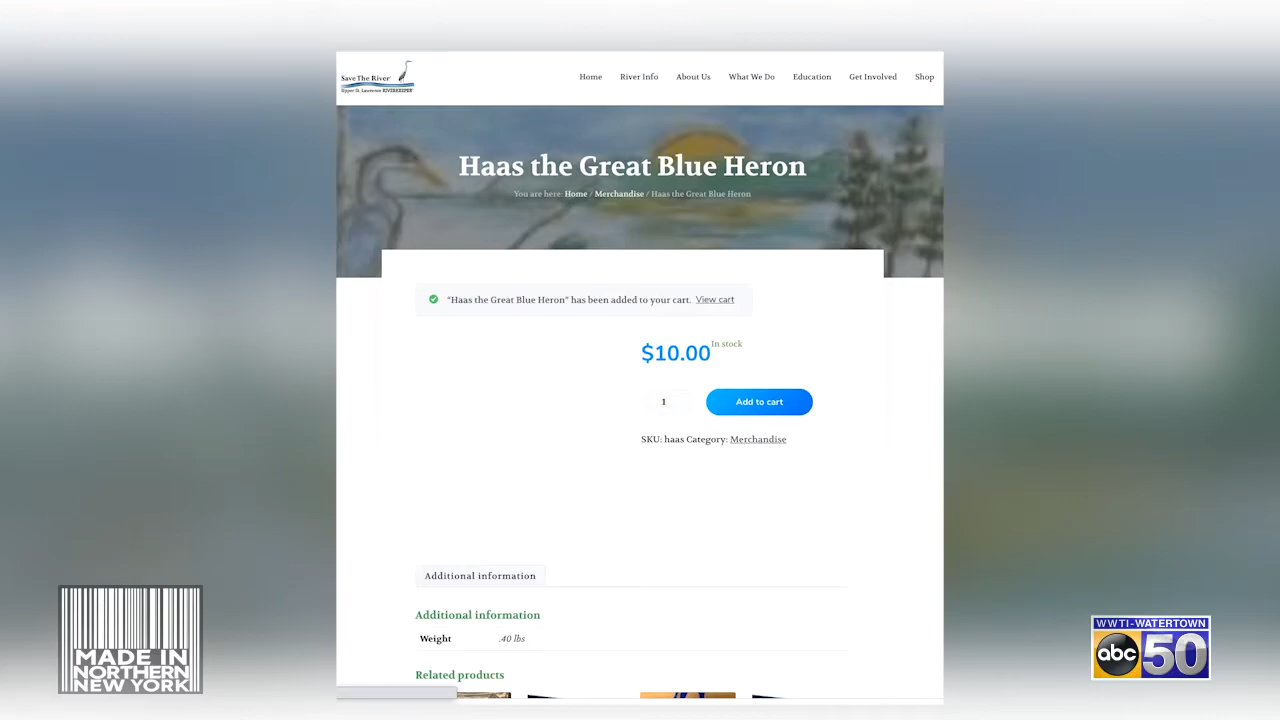 Save The River
Upper St. Lawrence RIVERKEEPER
Home River Info About Us What We Do Education Get Involved Shop
Haas the Great Blue Heron
You are here: Home / Merchandise / Haas the Great Blue Heron
"Haas the Great Blue Heron" has been added to your cart. View cart
$10.00 In stock
1 Add to cart
SKU: haas Category: Merchandise
Additional information
Additional information
Weight .40 lbs
Related products
MADE IN
NORTHERN
NEW YORK
WWTI-WATERTOWN
abc 50